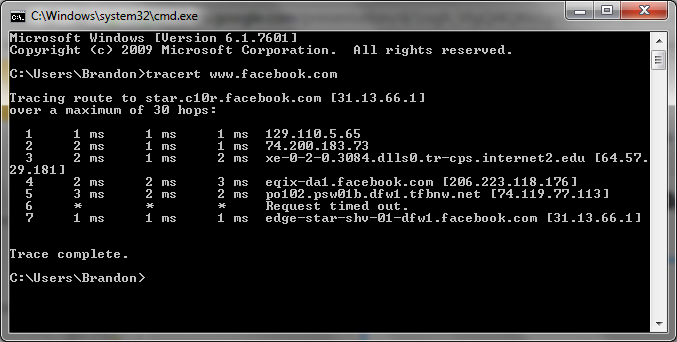 C:\Windows\system32\cmd.exe
Microsoft Windows [Version 6.1.7601]
Copyright (c) 2009 Microsoft Corporation.  All rights reserved.
C:\Users\Brandon>tracert www.facebook.com
Tracing route to star.c10r.facebook.com [31.13.66.1]
over a maximum of 30 hops:
  1     1 ms     1 ms     1 ms  129.110.5.65
  2     2 ms     1 ms     1 ms  74.200.183.73
  3     2 ms     1 ms     2 ms  xe-0-2-0.3084.dlls0.tr-cps.internet2.edu [64.57.
29.181]
  4     2 ms     2 ms     3 ms  eqix-da1.facebook.com [206.223.118.176]
  5     3 ms     2 ms     2 ms  po102.psw01b.dfw1.tfbnw.net [74.119.77.113]
  6     *        *        *     Request timed out.
  7     1 ms     1 ms     1 ms  edge-star-shv-01-dfw1.facebook.com [31.13.66.1]
Trace complete.
C:\Users\Brandon>